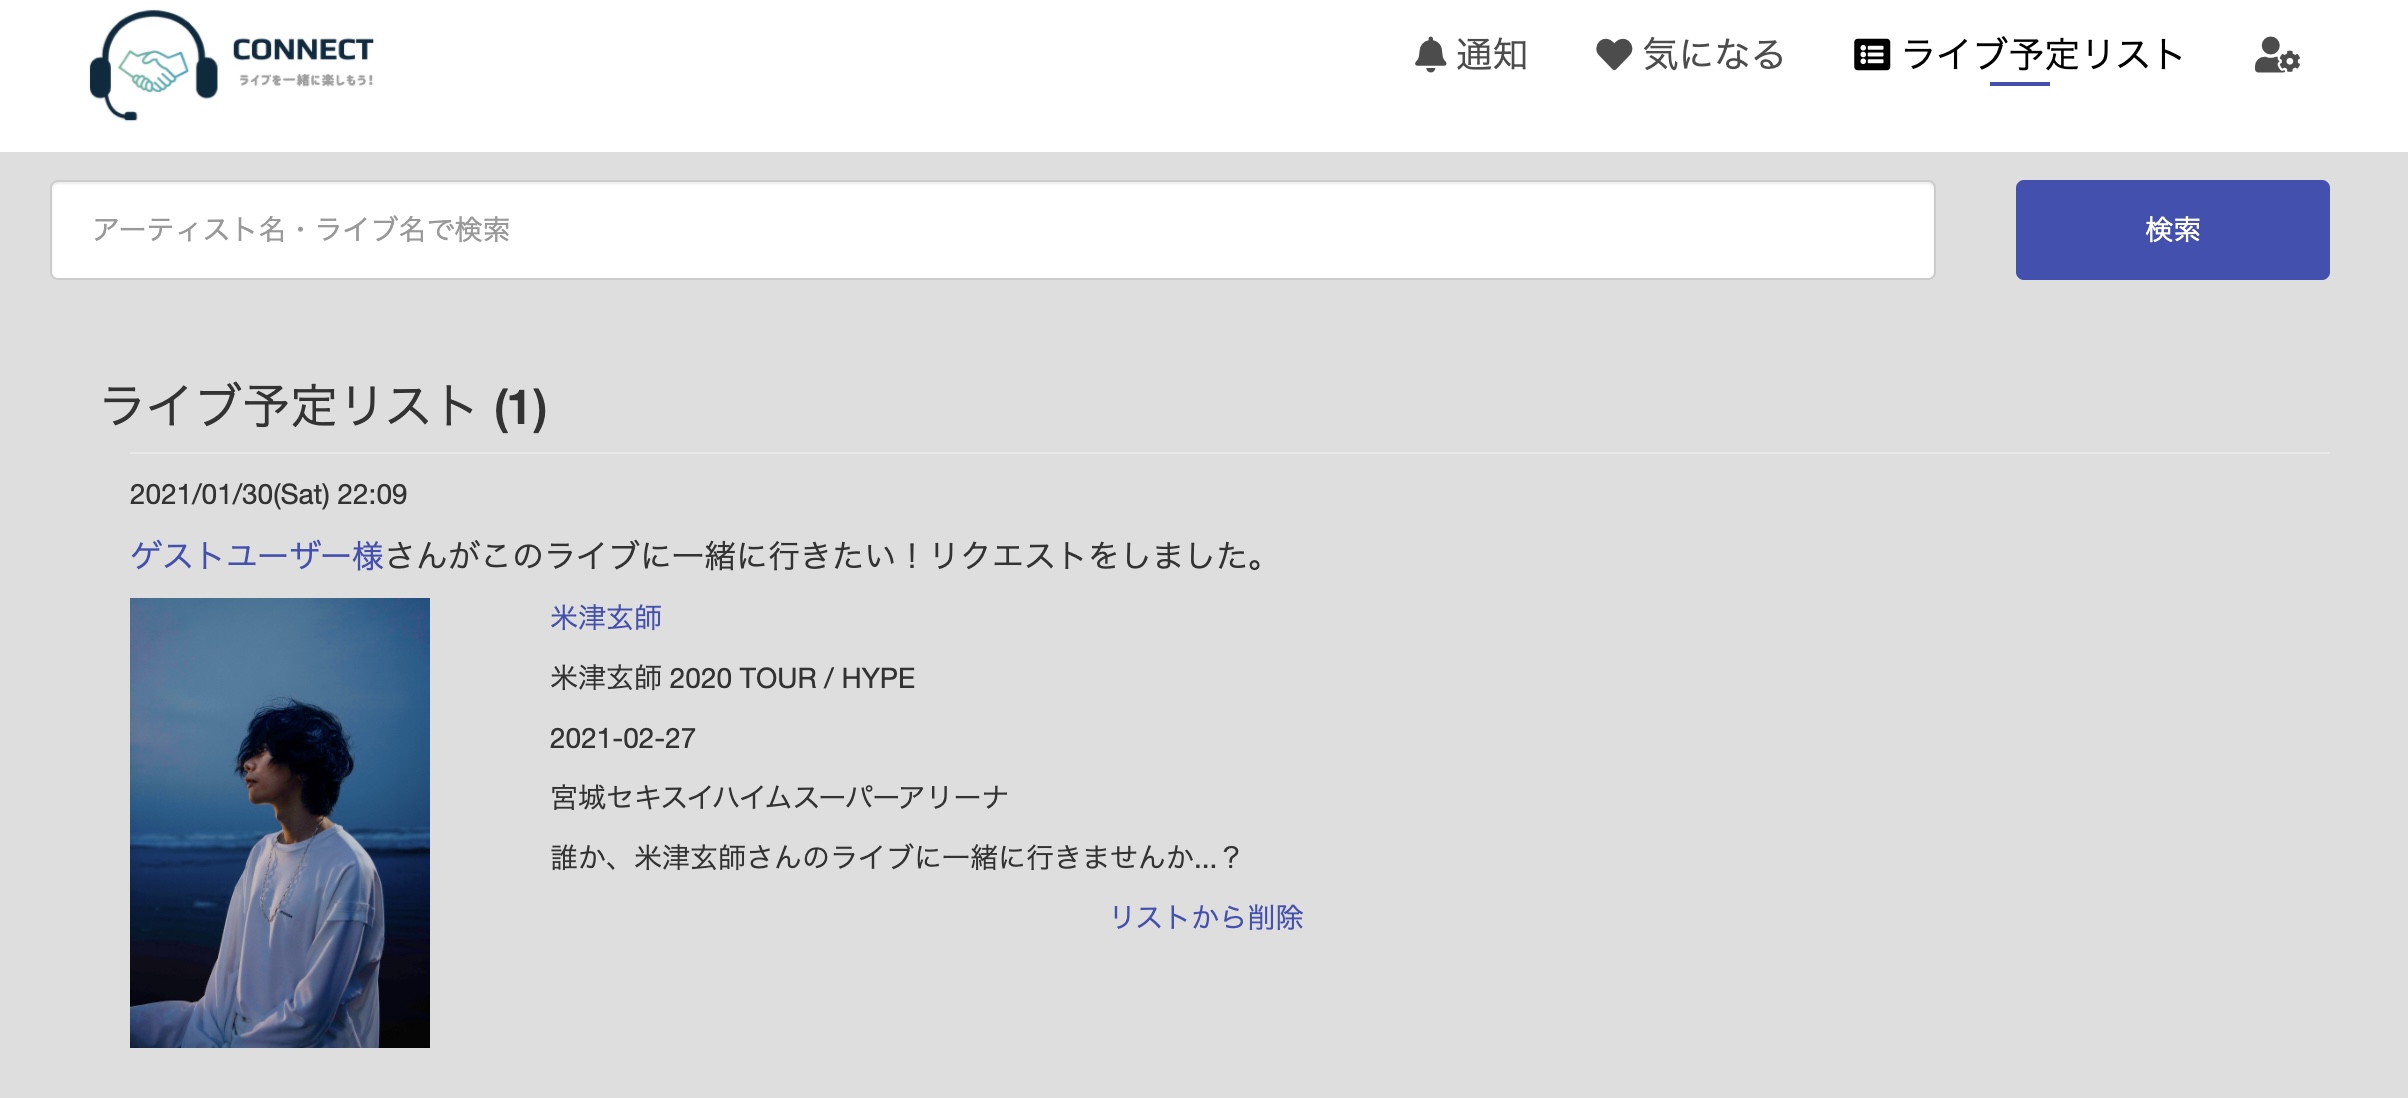 CONNECT
ライブを一緒に楽しもう!
通知
気になる
ライブ予定リスト
アーティスト名・ライブ名で検索
検索
ライブ予定リスト (1)
2021/01/30(Sat) 22:09
ゲストユーザー様さんがこのライブに一緒に行きたい！リクエストをしました。
米津玄師
米津玄師 2020 TOUR / HYPE
2021-02-27
宮城セキスイハイムスーパーアリーナ
誰か、米津玄師さんのライブに一緒に行きませんか...？
リストから削除